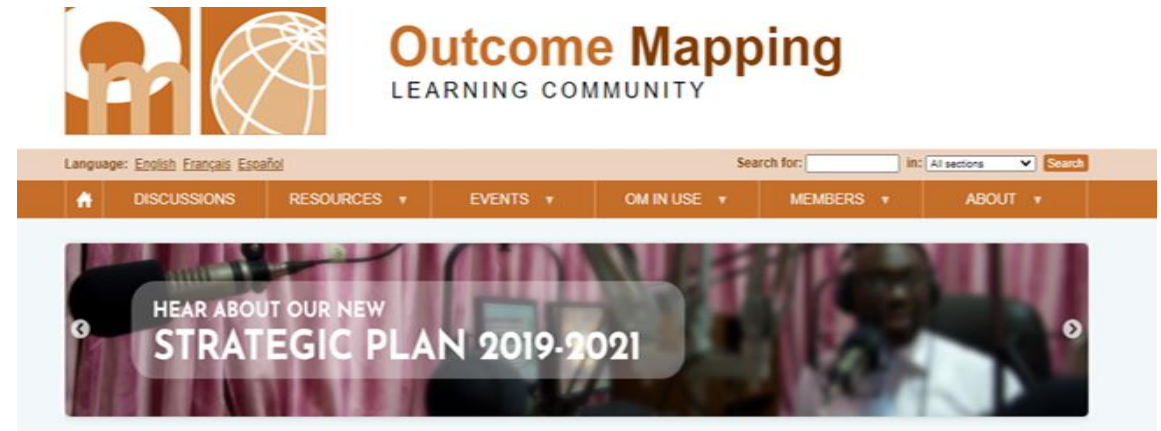 om
Outcome Mapping
LEARNING COMMUNITY
Language: English Français Español
Search for: in: All sections Search
DISCUSSIONS RESOURCES EVENTS OM IN USE MEMBERS ABOUT
HEAR ABOUT OUR NEW
STRATEGIC PLAN 2019-2021